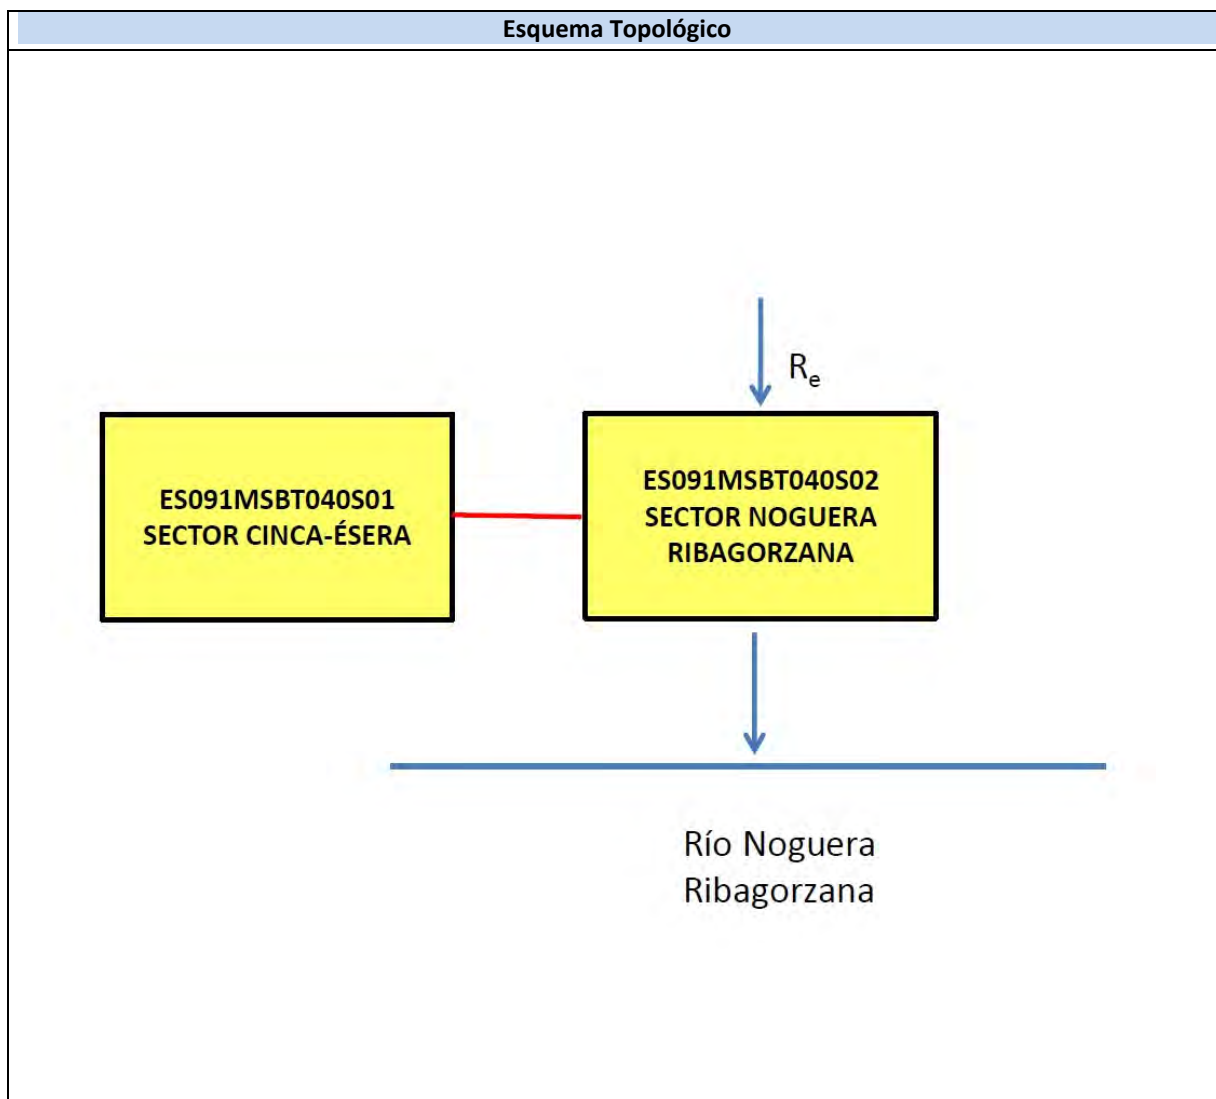 Esquema Topológico
Re
ES091MSBT040S01
SECTOR CINCA-ÉSERA
ES091MSBT040S02
SECTOR NOGUERA
RIBAGORZANA
Río Noguera
Ribagorzana